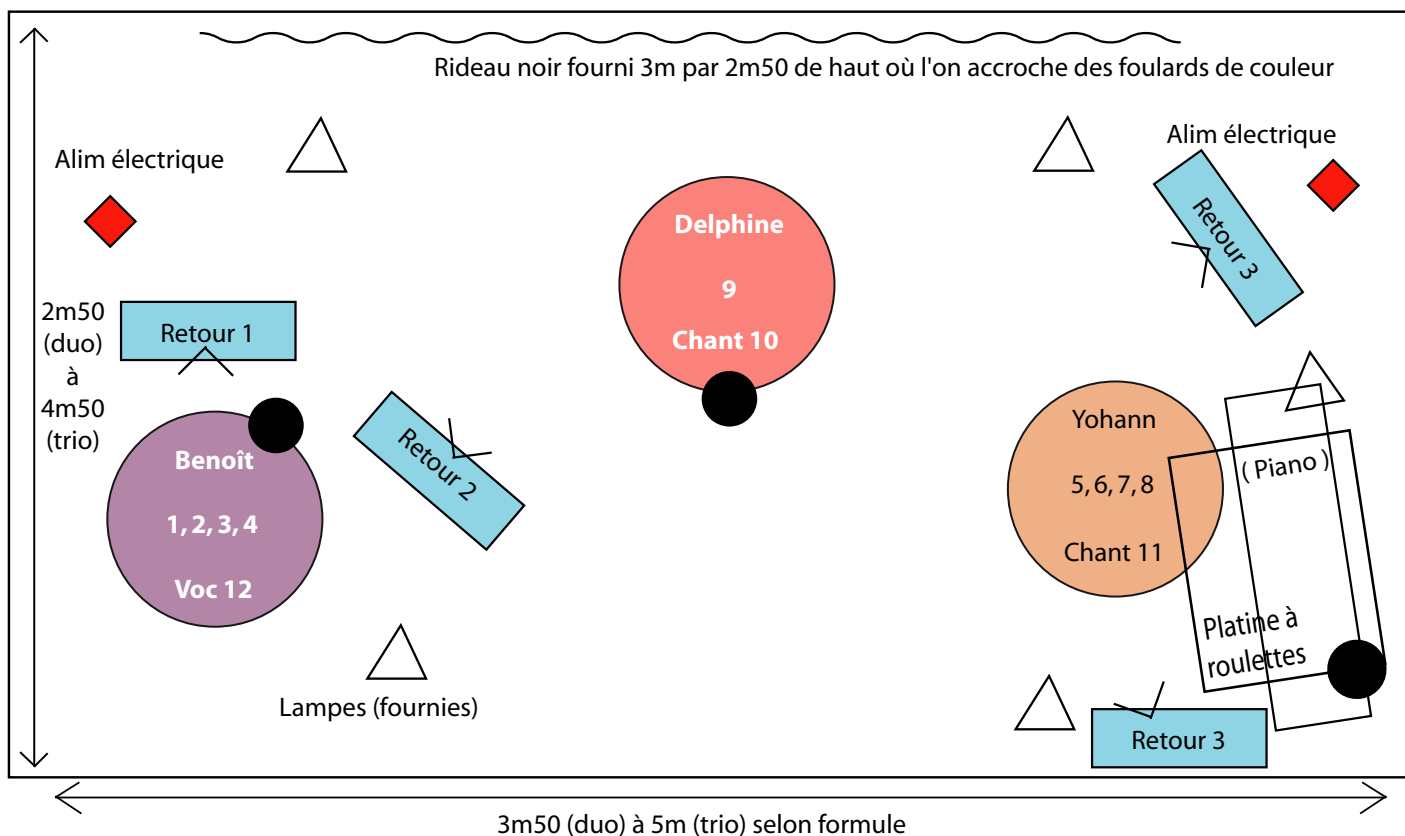 Rideau noir fourni 3m par 2m50 de haut où l'on accroche des foulards de couleur
Alim électrique
Alim électrique
Retour 3
Delphine
9
Chant 10
2m50
(duo)
à
4m50
(trio)
Retour 1
Retour 2
Benoît
1, 2, 3, 4
Voc 12
Yohann
5, 6, 7, 8
Chant 11
( Piano )
Platine à
roulettes
Lampes (fournies)
Retour 3
3m50 (duo) à 5m (trio) selon formule